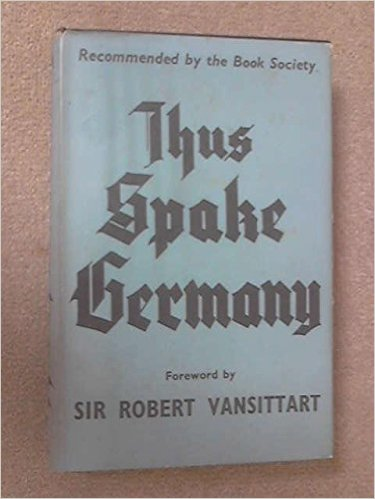 Recommended by the Book Society
Thus
Spake
Germany
Foreword by
SIR ROBERT VANSITTART